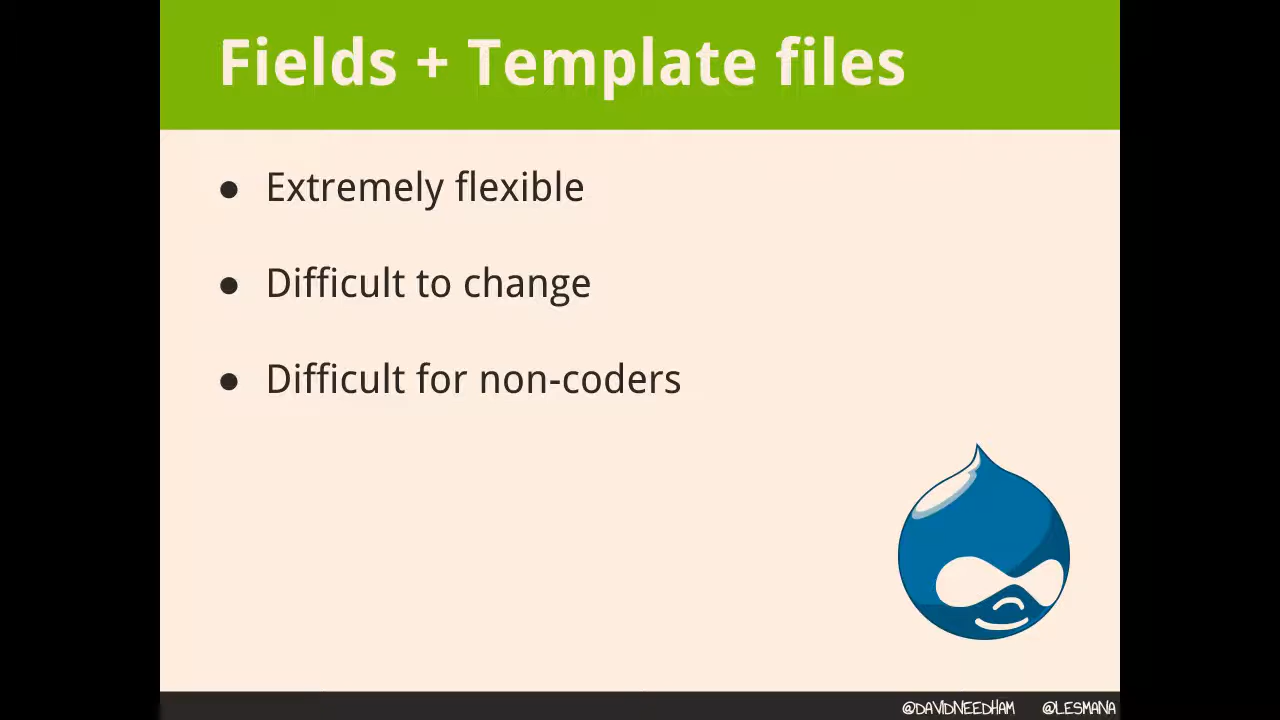 Fields + Template files
● Extremely flexible
● Difficult to change
● Difficult for non-coders
@DAVIDNEEDHAM @LESMANA